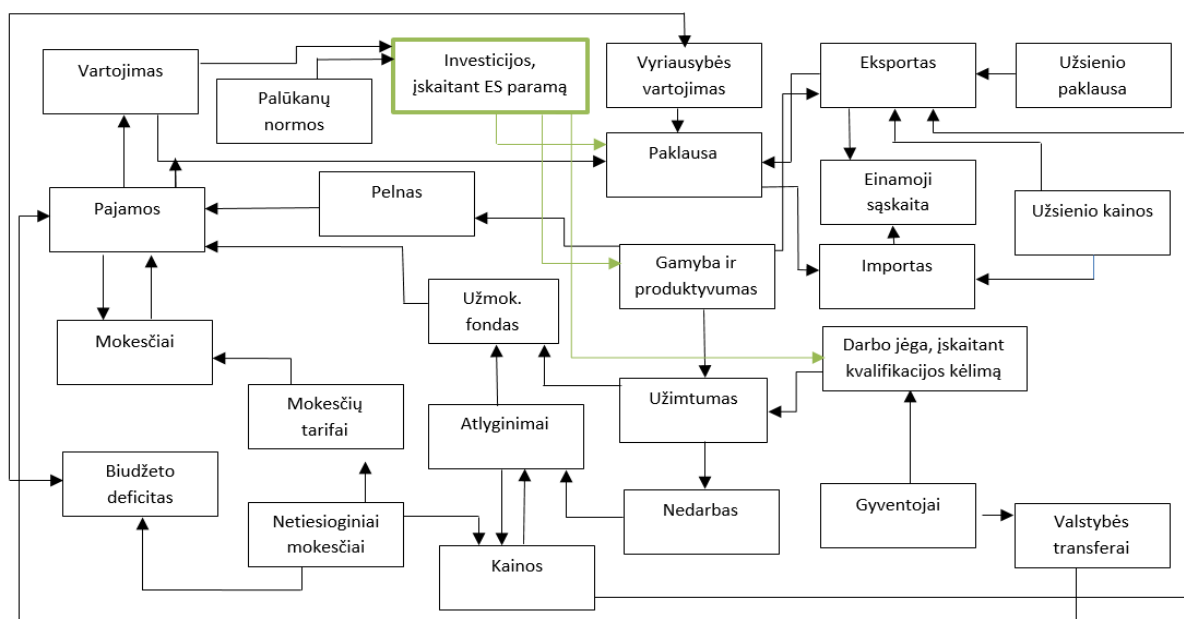 Vartojimas
Palūkanų
normos
Investicijos,
įskaitant ES paramą
Vyriausybės
vartojimas
Eksportas
Užsienio
paklausa
Paklausa
Einamoji
sąskaita
Užsienio kainos
Pajamos
Pelnas
Gamyba ir
produktyvumas
Importas
Užmok.
fondas
Mokesčiai
Darbo jėga, įskaitant
kvalifikacijos kėlimą
Mokesčių
tarifai
Atlyginimai
Užimtumas
Biudžeto
deficitas
Netiesioginiai
mokesčiai
Kainos
Nedarbas
Gyventojai
Valstybės
transferai